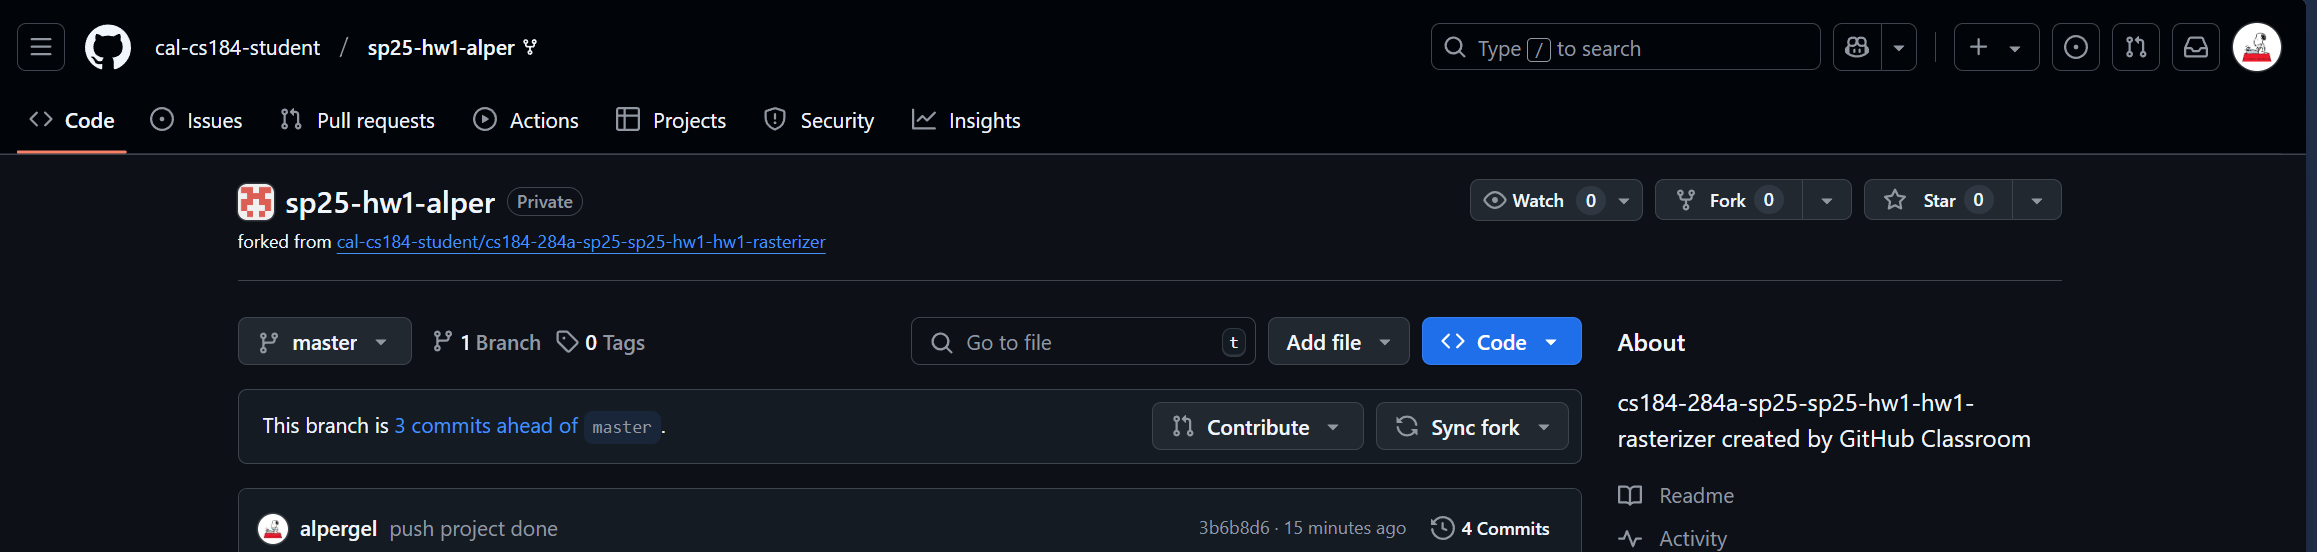 cal-cs184-student / sp25-hw1-alper Type / to search
Code Issues Pull requests Actions Projects Security Insights
sp25-hw1-alper Private Watch 0 Fork 0 Star 0
forked from cal-cs184-student/cs184-284a-sp25-sp25-hw1-hw1-rasterizer
master 1 Branch 0 Tags Go to file t Add file Code
This branch is 3 commits ahead of master.
Contribute Sync fork
alpergel push project done 3b6b8d6 · 15 minutes ago 4 Commits
About
cs184-284a-sp25-sp25-hw1-hw1-
rasterizer created by GitHub Classroom
Readme
Activity